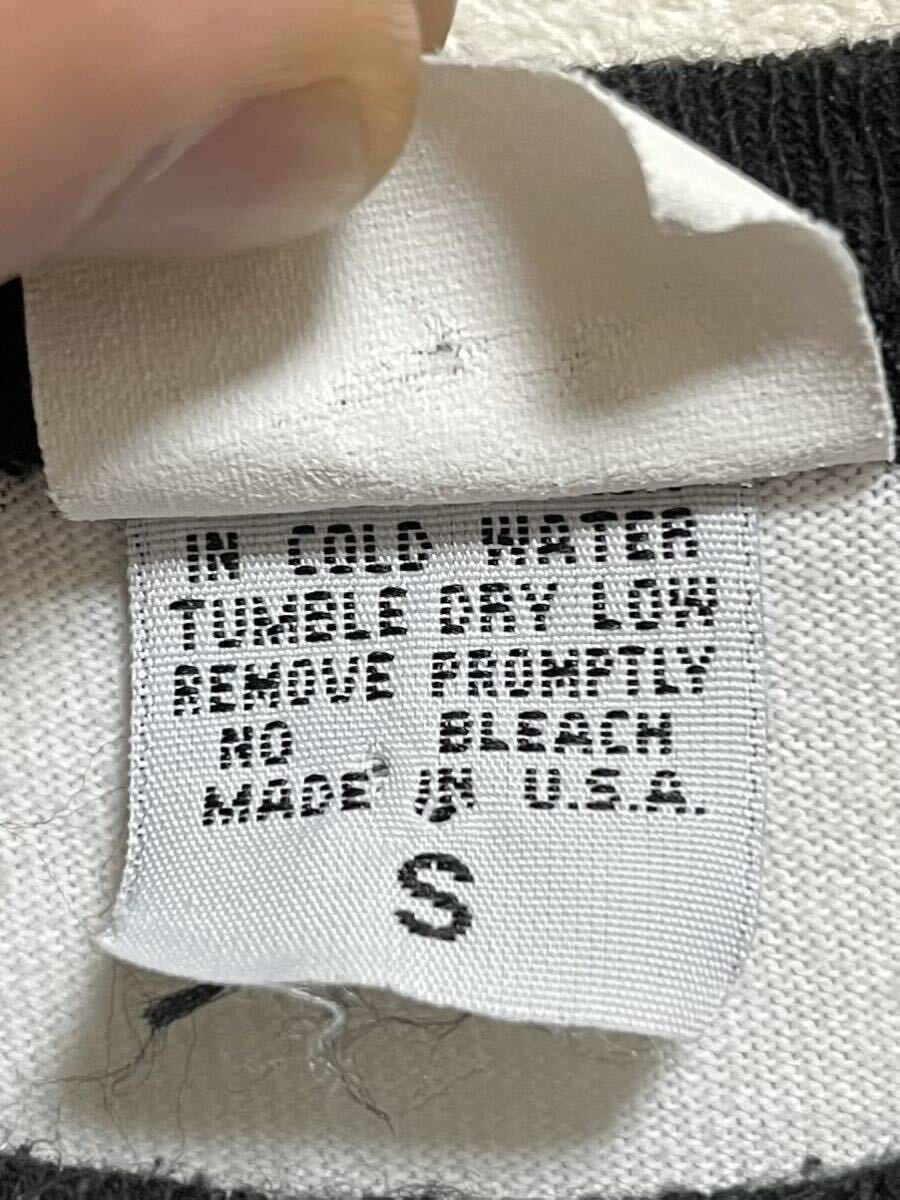 IN COLD WATER
TUMBLE DRY LOW
REMOVE PROMPTLY
NO BLEACH
MADE IN U.S.A.
S